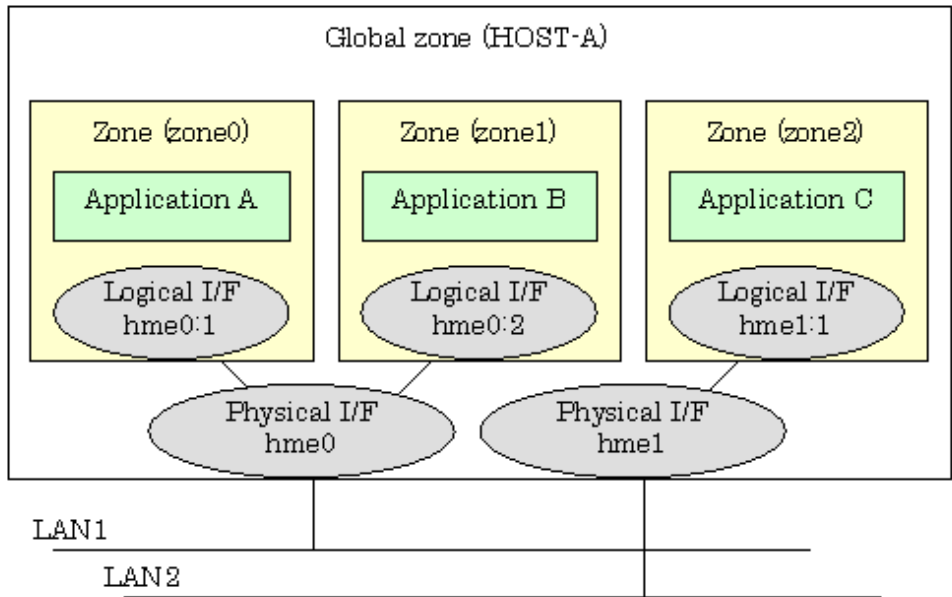 Global zone (HOST-A)
Zone (zone0)
Zone (zone1)
Zone (zone2)
Application A
Application B
Application C
Logical I/F
hme0:1
Logical I/F
hme0:2
Logical I/F
hme1:1
Physical I/F
hme0
Physical I/F
hme1
LAN1
LAN2